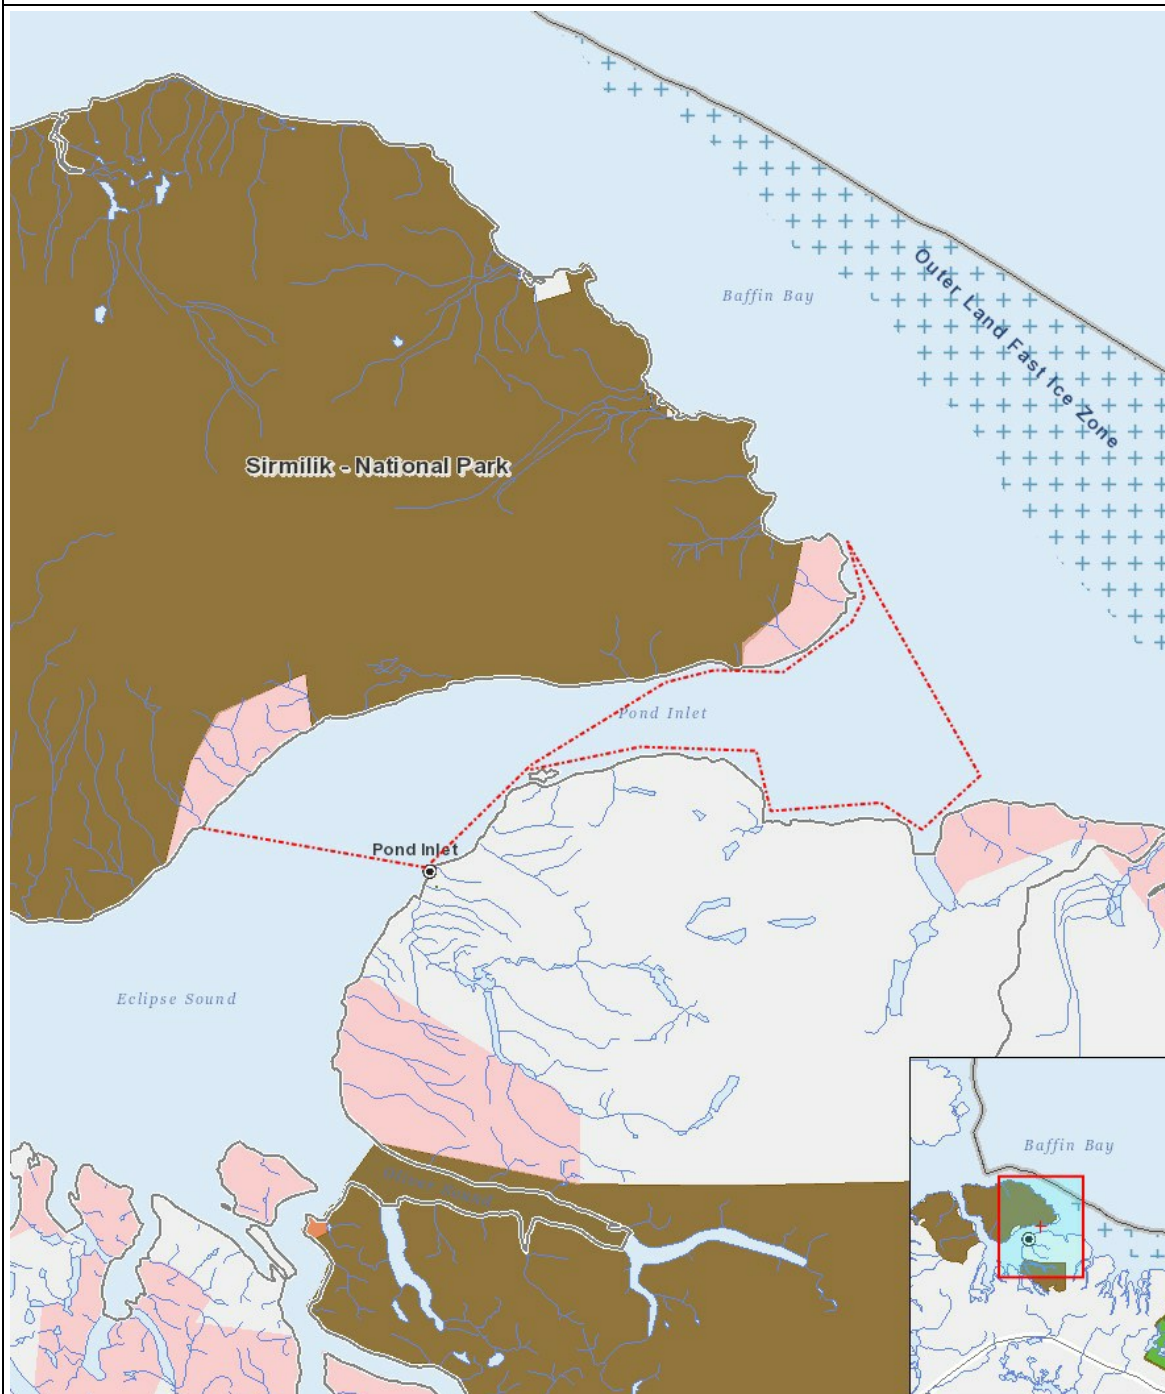 Baffin Bay
Outer Land Fast Ice Zone
Sirmilik - National Park
Pond Inlet
Pond Inlet
Eclipse Sound
Baffin Bay